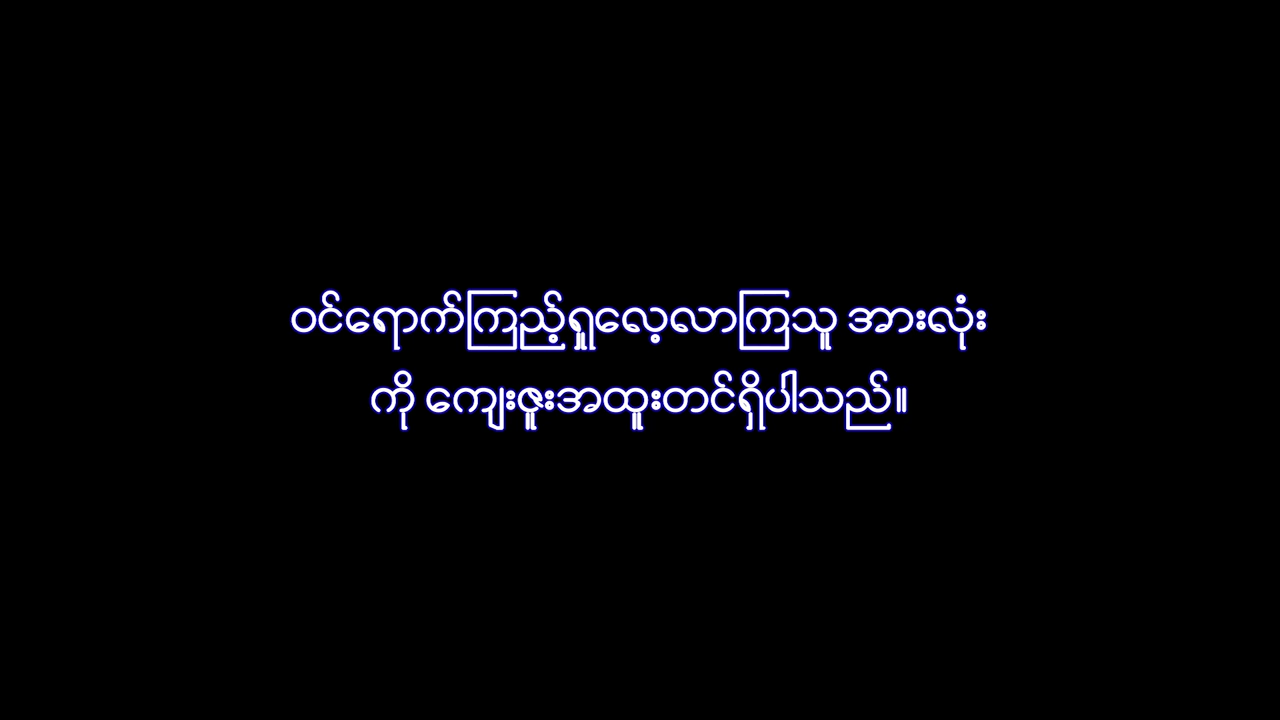 ဝင်ရောက်ကြည့်ရှုလေ့လာကြသူ အားလုံး
ကို ကျေးဇူးအထူးတင်ရှိပါသည်။